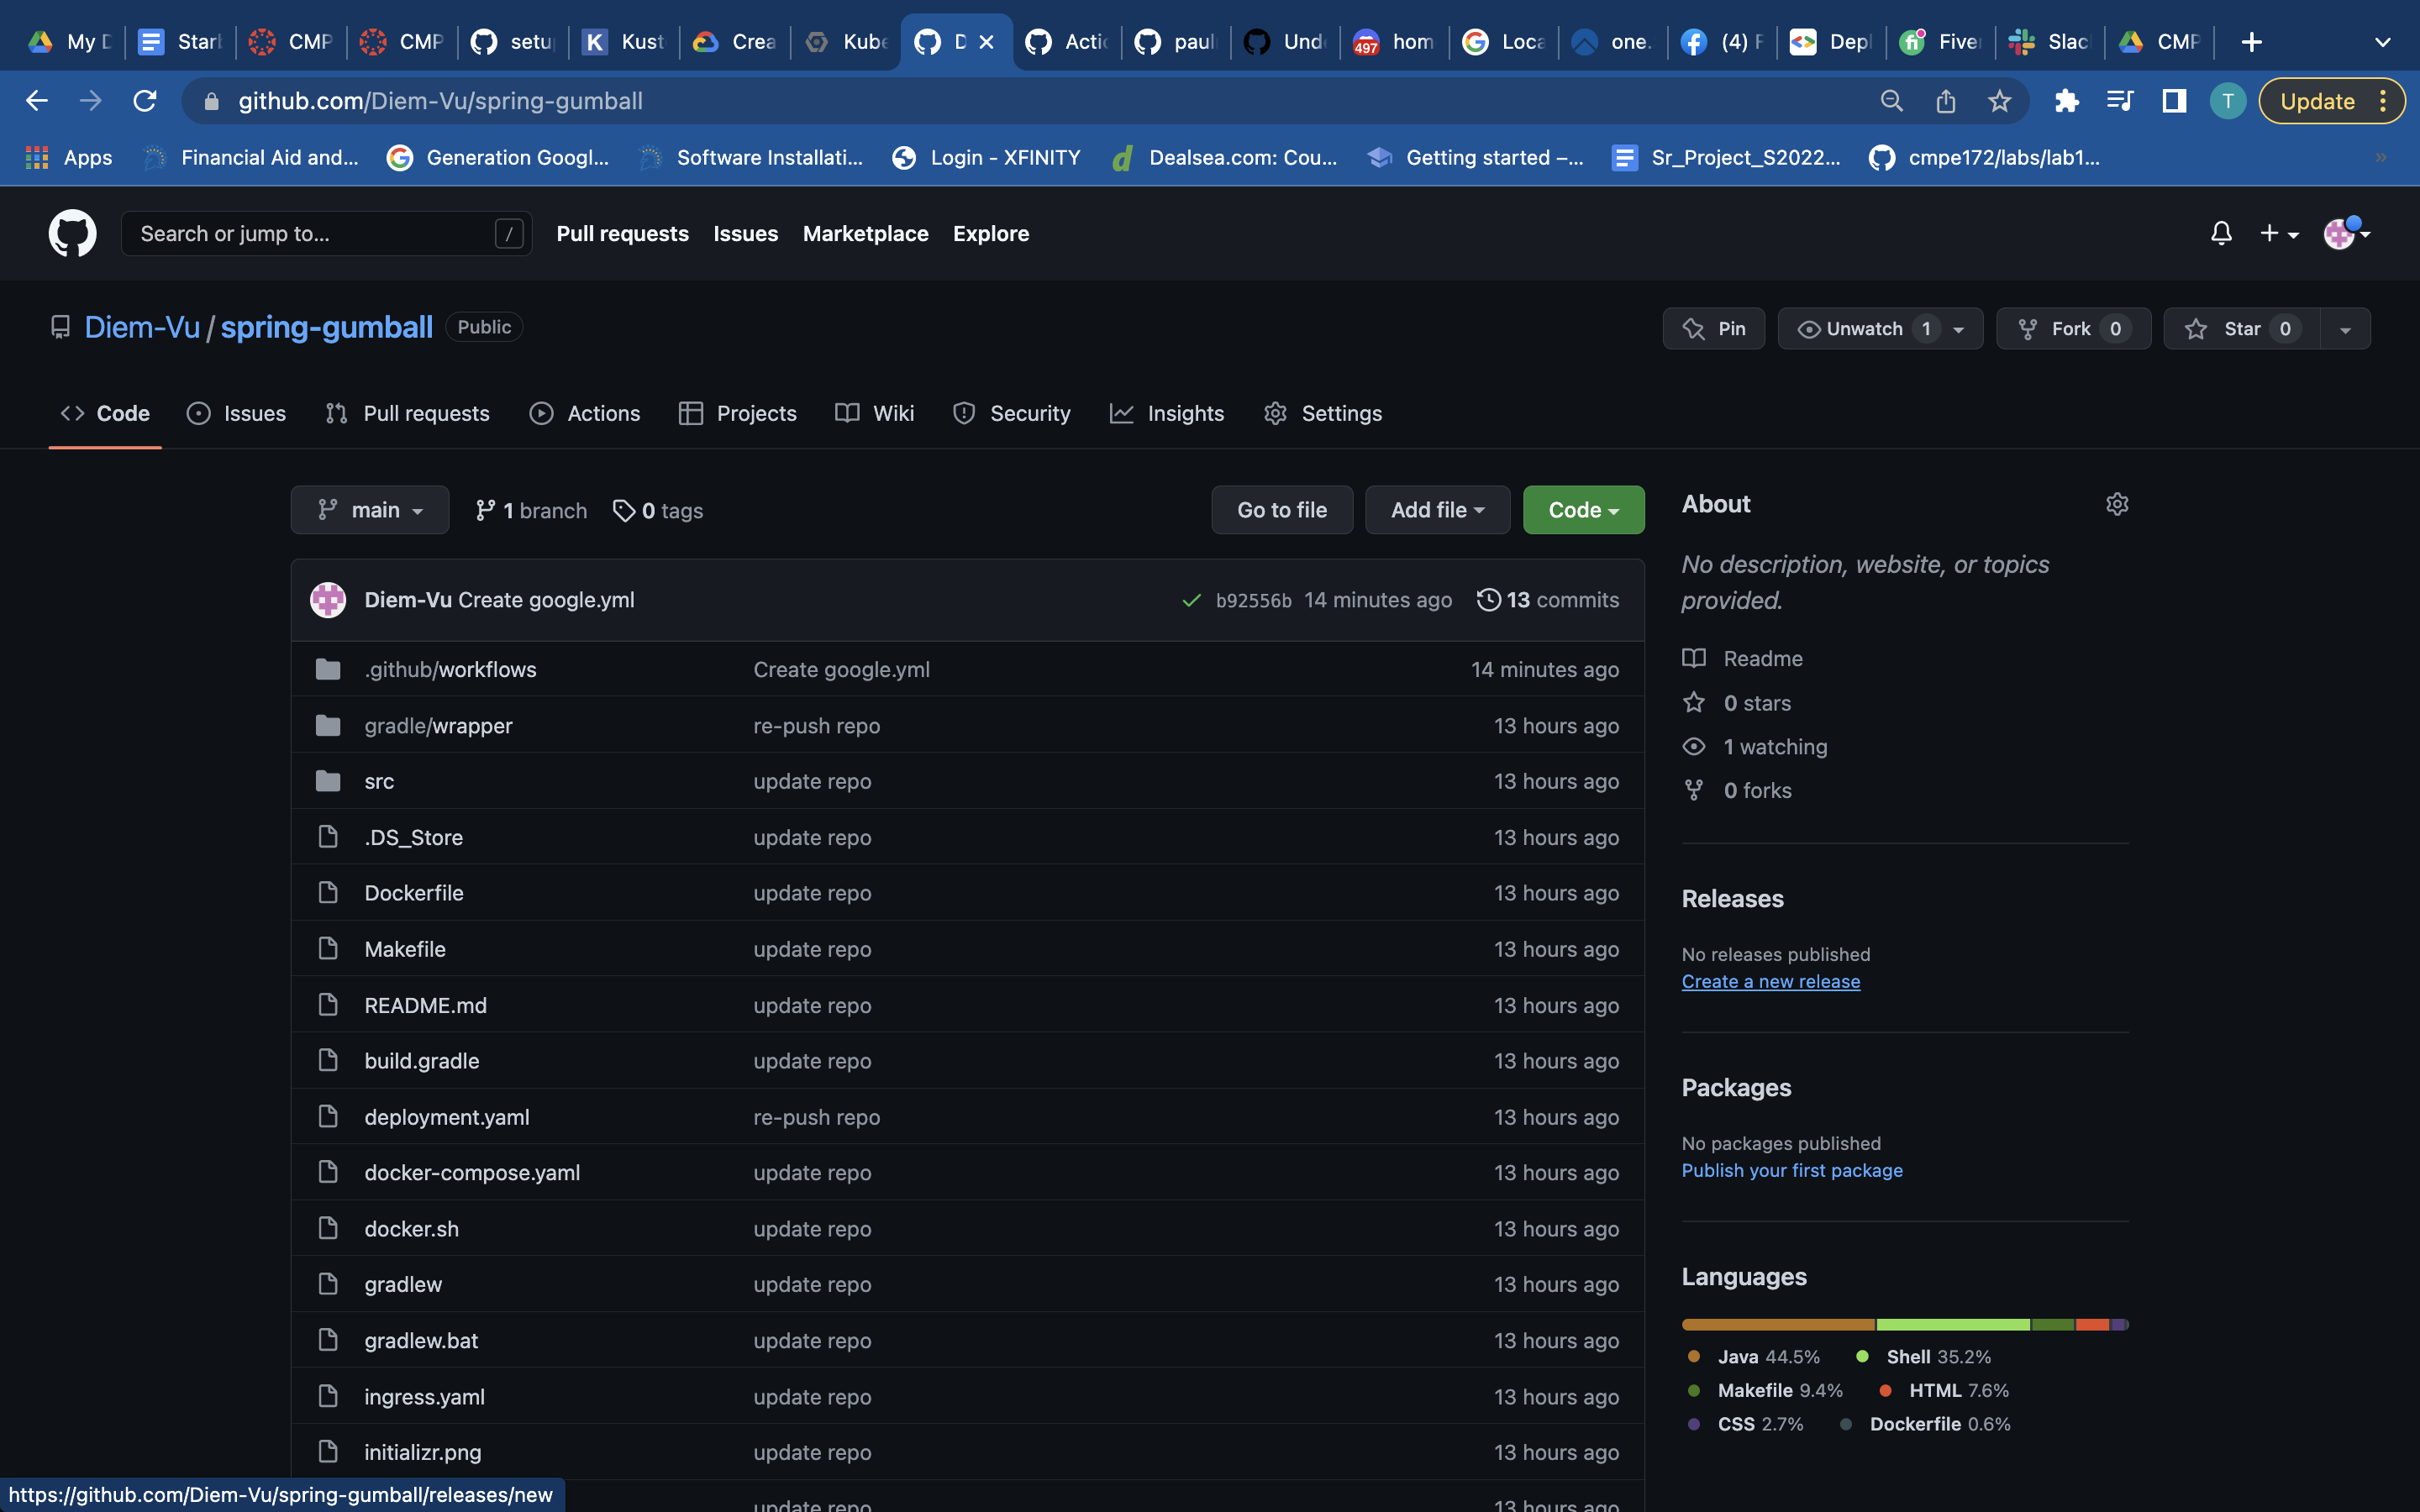 My D Starl CMP CMP setu Kust Crea Kube D Actio paul Und hom Loca one. (4) F Depl Five Slac CMP
497
github.com/Diem-Vu/spring-gumball T Update
Apps Financial Aid and... Generation Googl... Software Installati... Login - XFINITY Dealsea.com: Cou... Getting started –... Sr_Project_S2022... cmpe172/labs/lab1... »
Search or jump to... / Pull requests Issues Marketplace Explore
Diem-Vu / spring-gumball Public Pin Unwatch 1 Fork 0 Star 0
Code Issues Pull requests Actions Projects Wiki Security Insights Settings
main 1 branch 0 tags Go to file Add file Code
Diem-Vu Create google.yml b92556b 14 minutes ago 13 commits
.github/workflows Create google.yml 14 minutes ago
gradle/wrapper re-push repo 13 hours ago
src update repo 13 hours ago
.DS_Store update repo 13 hours ago
Dockerfile update repo 13 hours ago
Makefile update repo 13 hours ago
README.md update repo 13 hours ago
build.gradle update repo 13 hours ago
deployment.yaml re-push repo 13 hours ago
docker-compose.yaml update repo 13 hours ago
docker.sh update repo 13 hours ago
gradlew update repo 13 hours ago
gradlew.bat update repo 13 hours ago
ingress.yaml update repo 13 hours ago
initializr.png update repo 13 hours ago
update repo 13 hours ago
About
No description, website, or topics
provided.
Readme
0 stars
1 watching
0 forks
Releases
No releases published
Create a new release
Packages
No packages published
Publish your first package
Languages
Java 44.5% Shell 35.2%
Makefile 9.4% HTML 7.6%
CSS 2.7% Dockerfile 0.6%
https://github.com/Diem-Vu/spring-gumball/releases/new